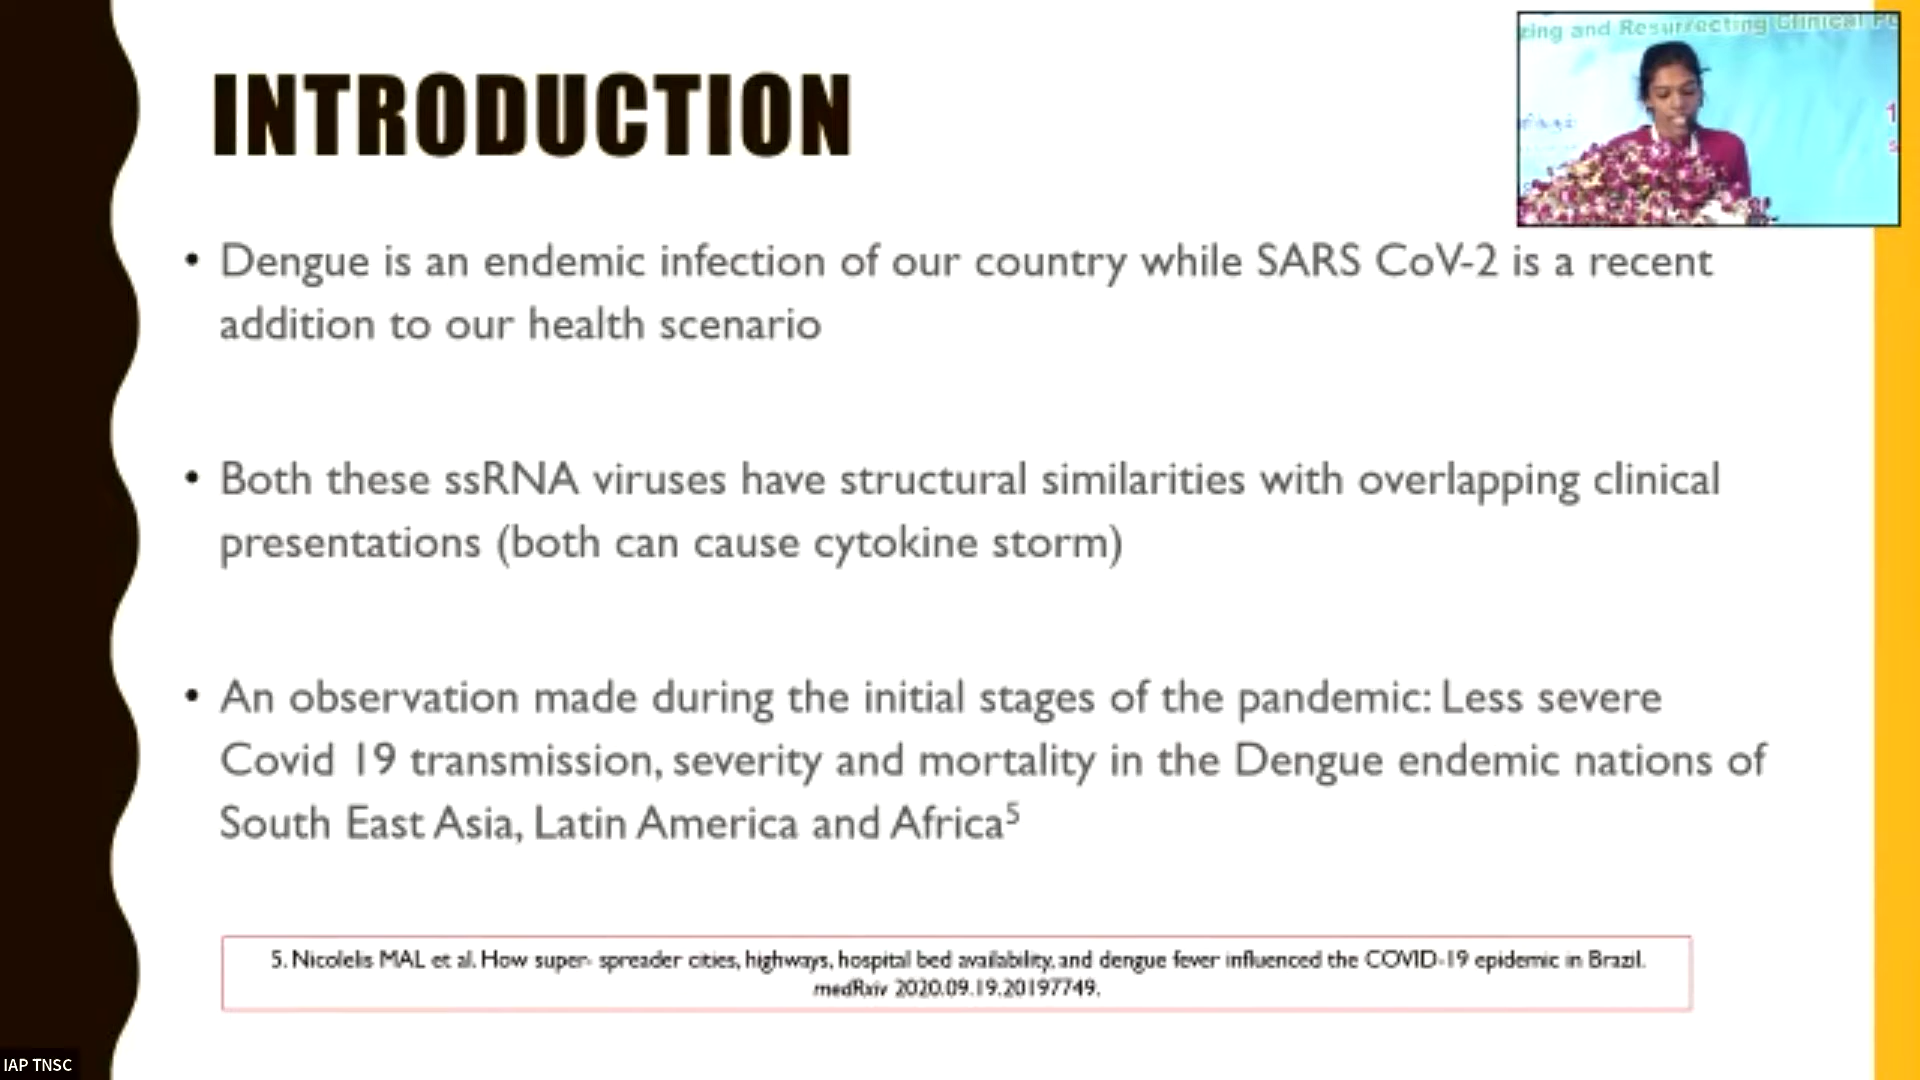 zing and Resurrecting Clinical
INTRODUCTION
• Dengue is an endemic infection of our country while SARS CoV-2 is a recent
addition to our health scenario
• Both these ssRNA viruses have structural similarities with overlapping clinical
presentations (both can cause cytokine storm)
• An observation made during the initial stages of the pandemic: Less severe
Covid 19 transmission, severity and mortality in the Dengue endemic nations of
South East Asia, Latin America and Africa⁵
5. Nicolelis MAL et al. How super- spreader cities, highways, hospital bed availability, and dengue fever influenced the COVID-19 epidemic in Brazil.
medRxiv 2020.09.19.20197749.
IAP TNSC